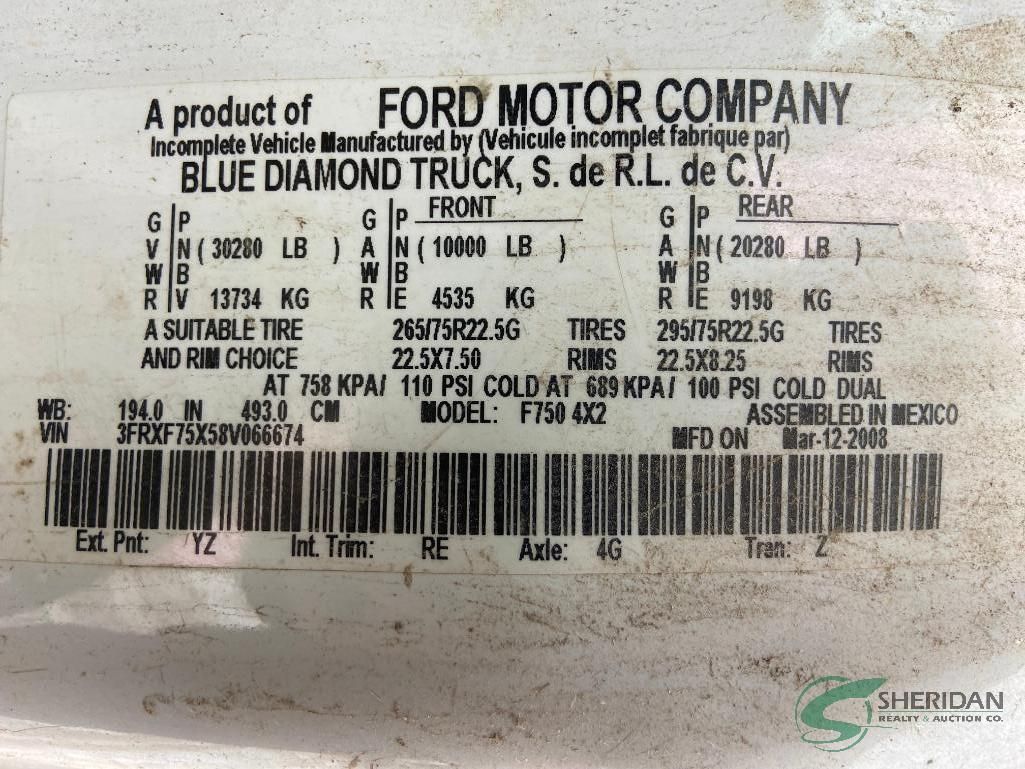 A product of FORD MOTOR COMPANY
Incomplete Vehicle Manufactured by (Vehicule incomplet fabrique par)
BLUE DIAMOND TRUCK, S. de R.L. de C.V.
G P G P FRONT G P REAR
V N ( 30280 LB ) A N ( 10000 LB ) A N ( 20280 LB )
W B W B W B
R V 13734 KG R E 4535 KG R E 9198 KG
A SUITABLE TIRE 265/75R22.5G TIRES 295/75R22.5G TIRES
AND RIM CHOICE 22.5X7.50 RIMS 22.5X8.25 RIMS
AT 758 KPA/ 110 PSI COLD AT 689 KPA/ 100 PSI COLD DUAL
WB: 194.0 IN 493.0 CM MODEL: F750 4X2 ASSEMBLED IN MEXICO
VIN 3FRXF75X58V066674 MFD ON Mar-12-2008
Ext. Pnt: YZ Int. Trim: RE Axle: 4G Tran: Z
SHERIDAN
REALTY & AUCTION CO.